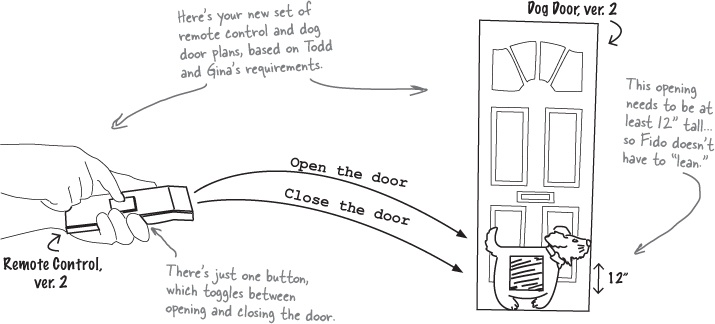 Here's your new set of
remote control and dog
door plans, based on Todd
and Gina's requirements.
Dog Door, ver. 2
This opening
needs to be at
least 12" tall...
so Fido doesn't
have to "lean."
Open the door
Close the door
Remote Control,
ver. 2
There's just one button,
which toggles between
opening and closing the door.
12"